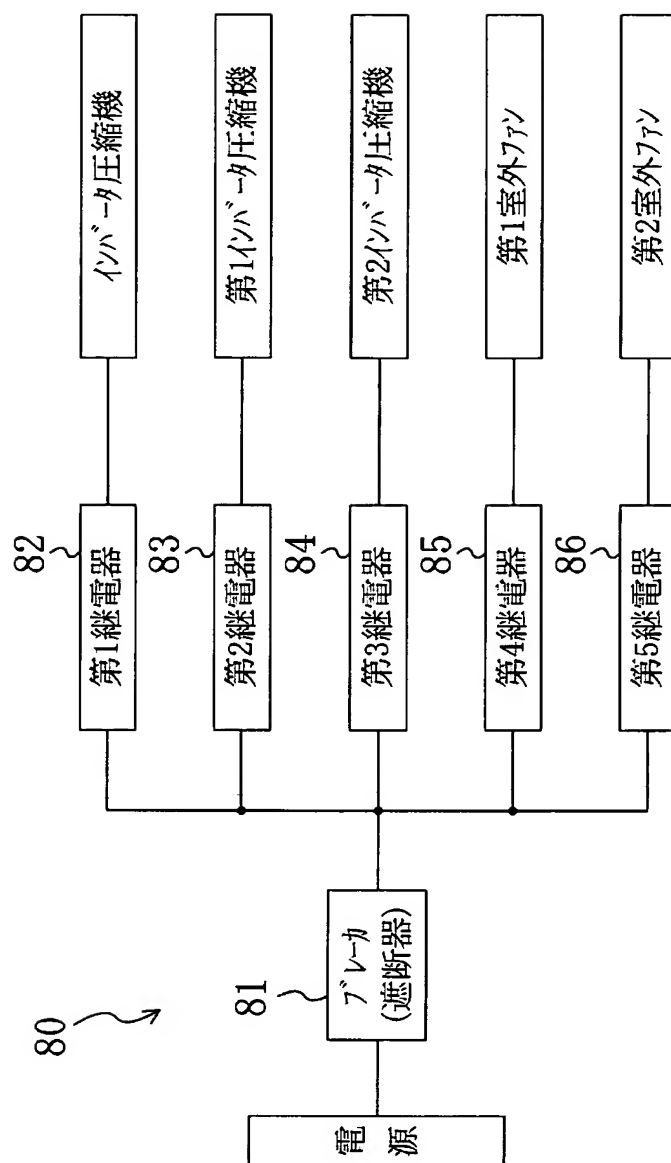 80
電源
81
ブレーカ
(遮断器)
82
第1継電器
インバータ圧縮機
83
第2継電器
第1インバータ圧縮機
84
第3継電器
第2インバータ圧縮機
85
第4継電器
第1室外ファン
86
第5継電器
第2室外ファン